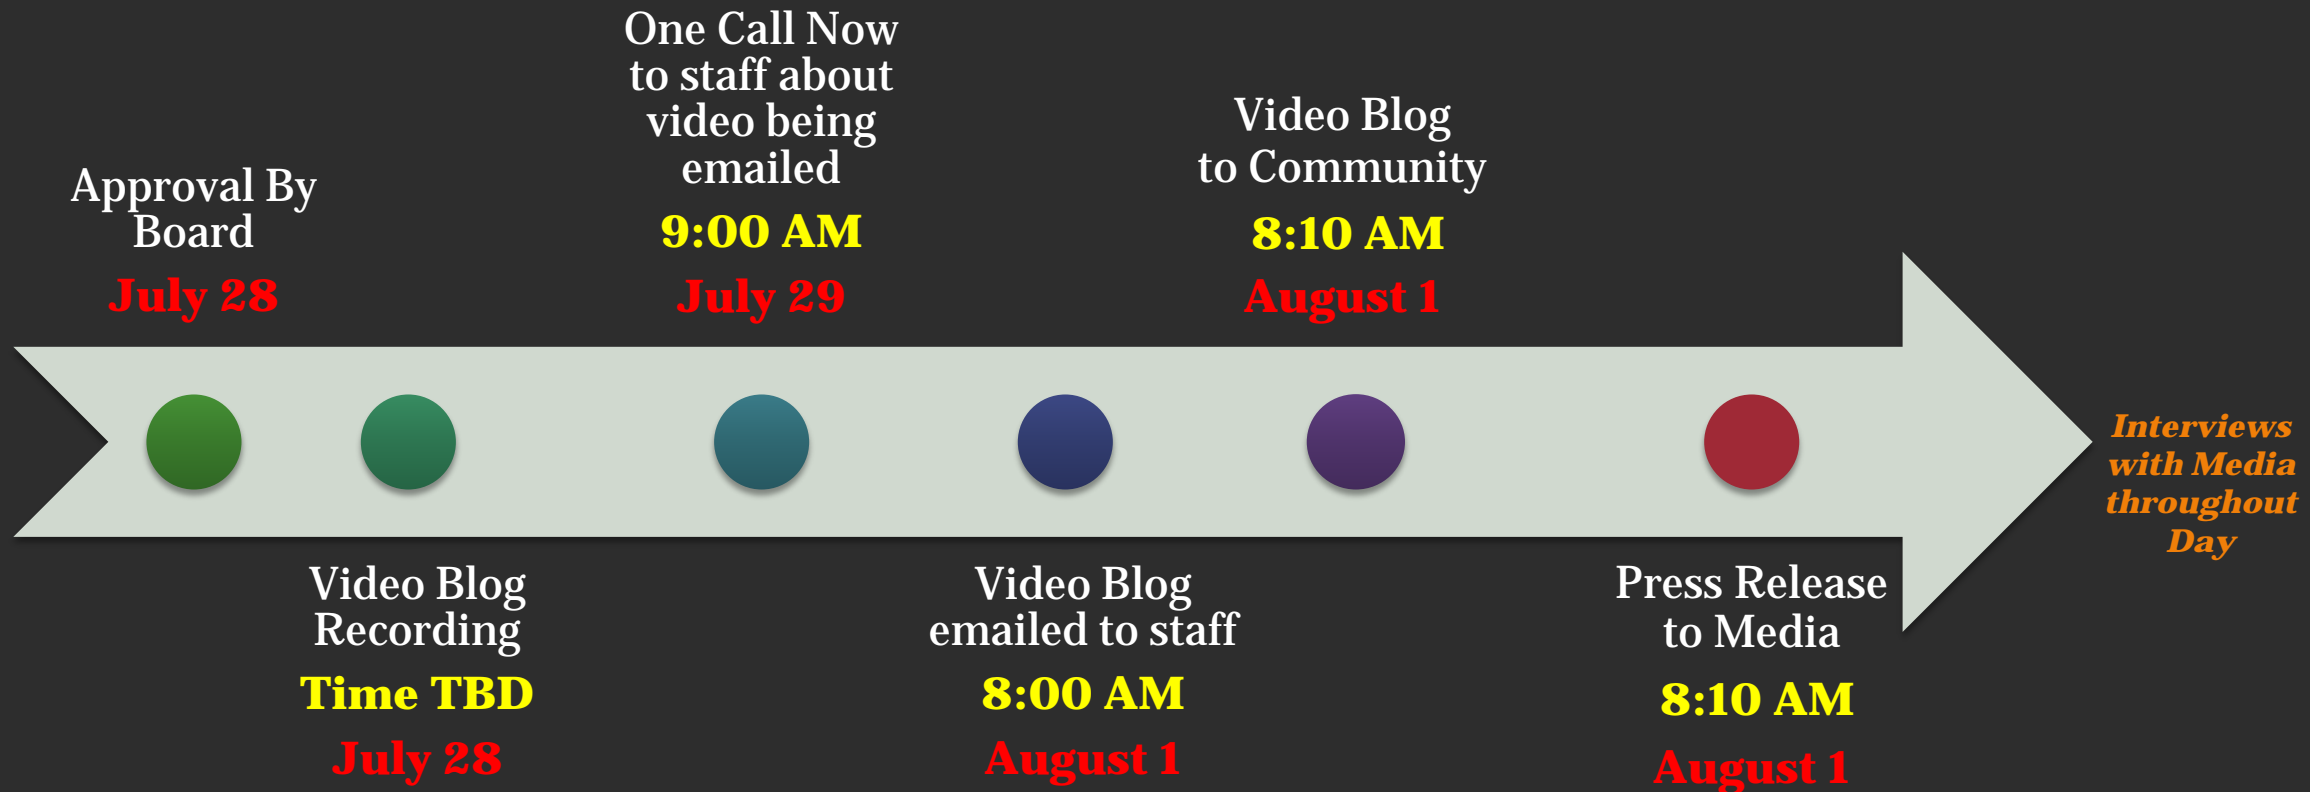 Approval By
Board
July 28
Video Blog
Recording
Time TBD
July 28
One Call Now
to staff about
video being
emailed
9:00 AM
July 29
Video Blog
emailed to staff
8:00 AM
August 1
Video Blog
to Community
8:10 AM
August 1
Press Release
to Media
8:10 AM
August 1
Interviews
with Media
throughout
Day